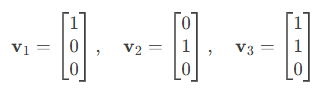 v₁ = [1 0 0], v₂ = [0 1 0], v₃ = [1 1 0]